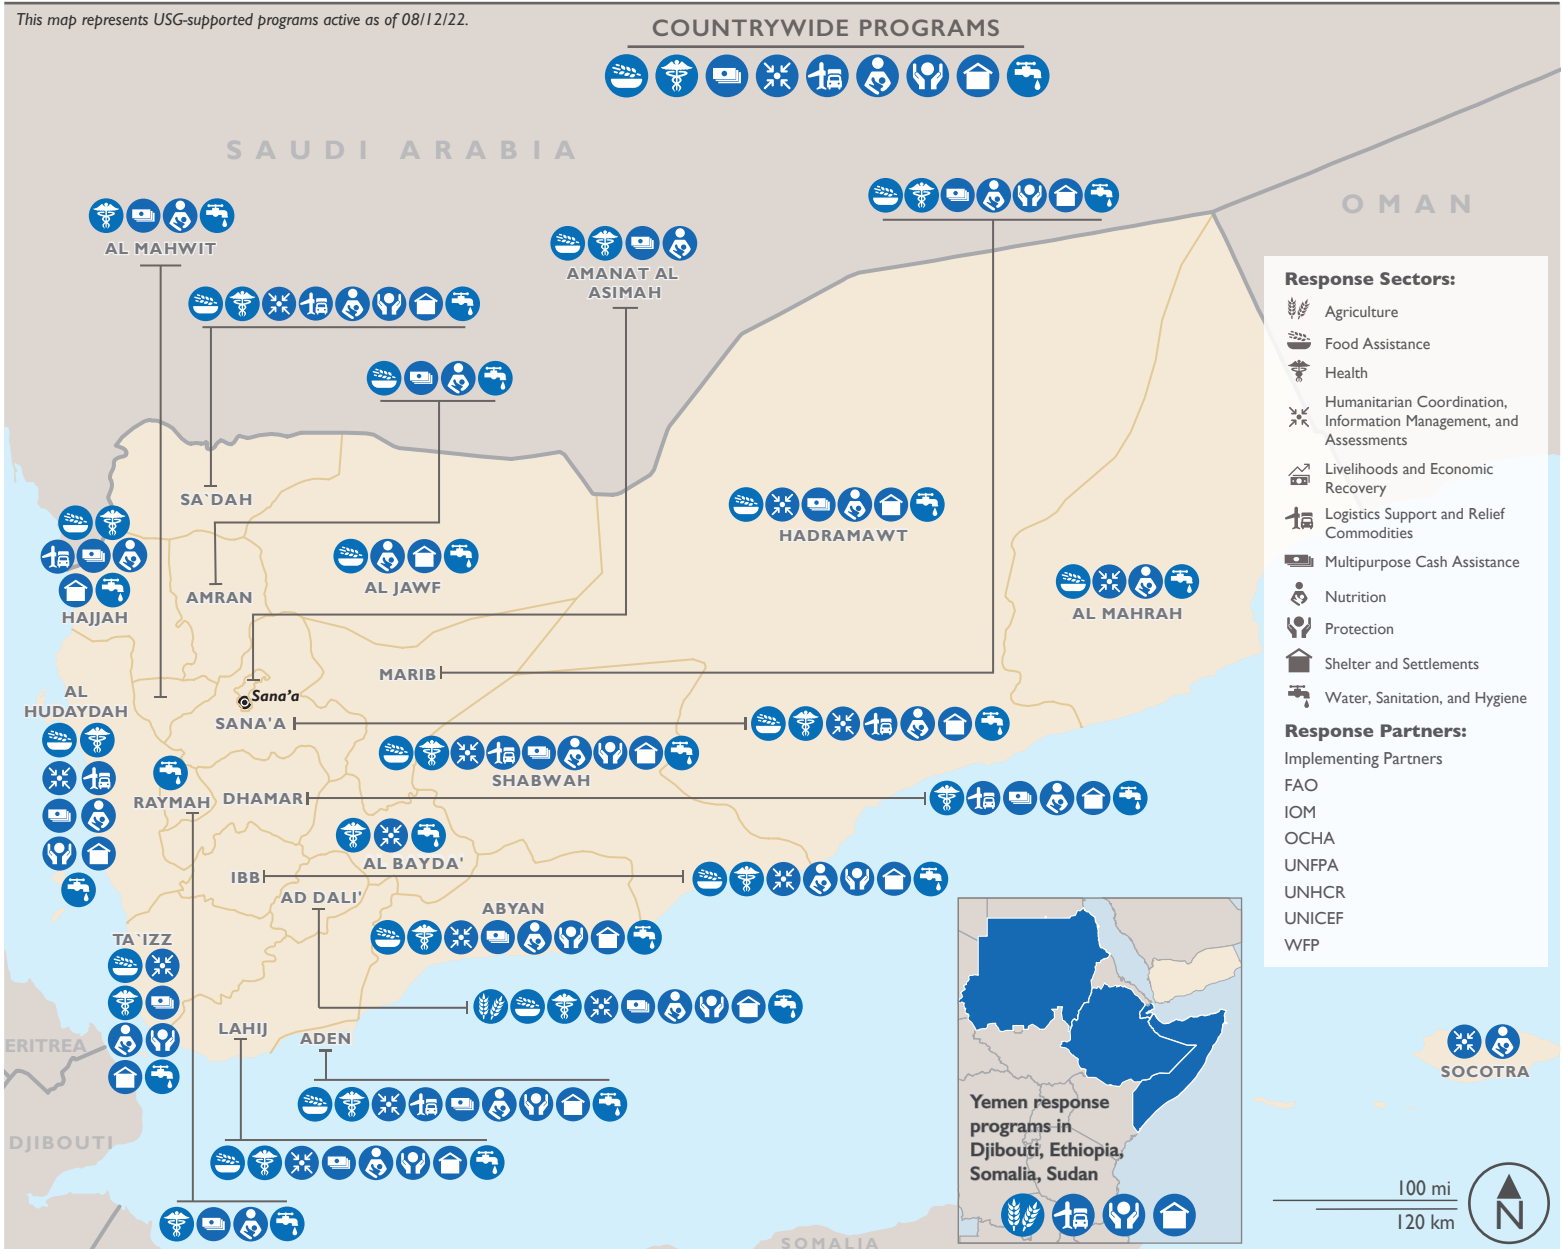 This map represents USG-supported programs active as of 08/12/22.
COUNTRYWIDE PROGRAMS
SAUDI ARABIA
OMAN
AL MAHWIT
AMANAT AL
ASIMAH
SA`DAH
HADRAMAWT
AL JAWF
AMRAN
HAJJAH
AL MAHRAH
MARIB
AL
HUDAYDAH
Sana'a
SANA'A
SHABWAH
RAYMAH
DHAMAR
AL BAYDA'
IBB
AD DALI'
ABYAN
TA`IZZ
LAHIJ
ADEN
ERITREA
DJIBOUTI
SOMALIA
SOCOTRA
Response Sectors:
Agriculture
Food Assistance
Health
Humanitarian Coordination,
Information Management, and
Assessments
Livelihoods and Economic
Recovery
Logistics Support and Relief
Commodities
Multipurpose Cash Assistance
Nutrition
Protection
Shelter and Settlements
Water, Sanitation, and Hygiene
Response Partners:
Implementing Partners
FAO
IOM
OCHA
UNFPA
UNHCR
UNICEF
WFP
Yemen response
programs in
Djibouti, Ethiopia,
Somalia, Sudan
100 mi
120 km
N